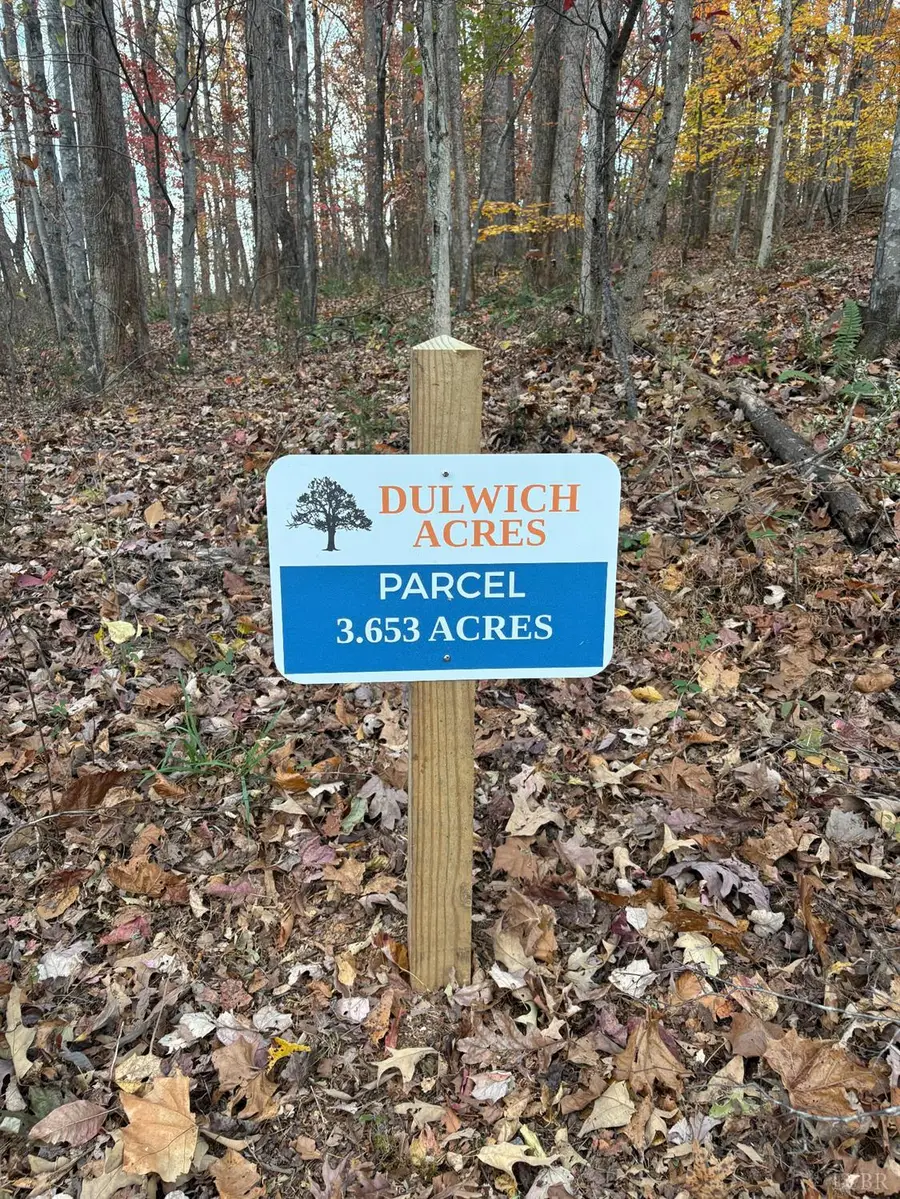 DULWICH
ACRES
PARCEL
3.653 ACRES